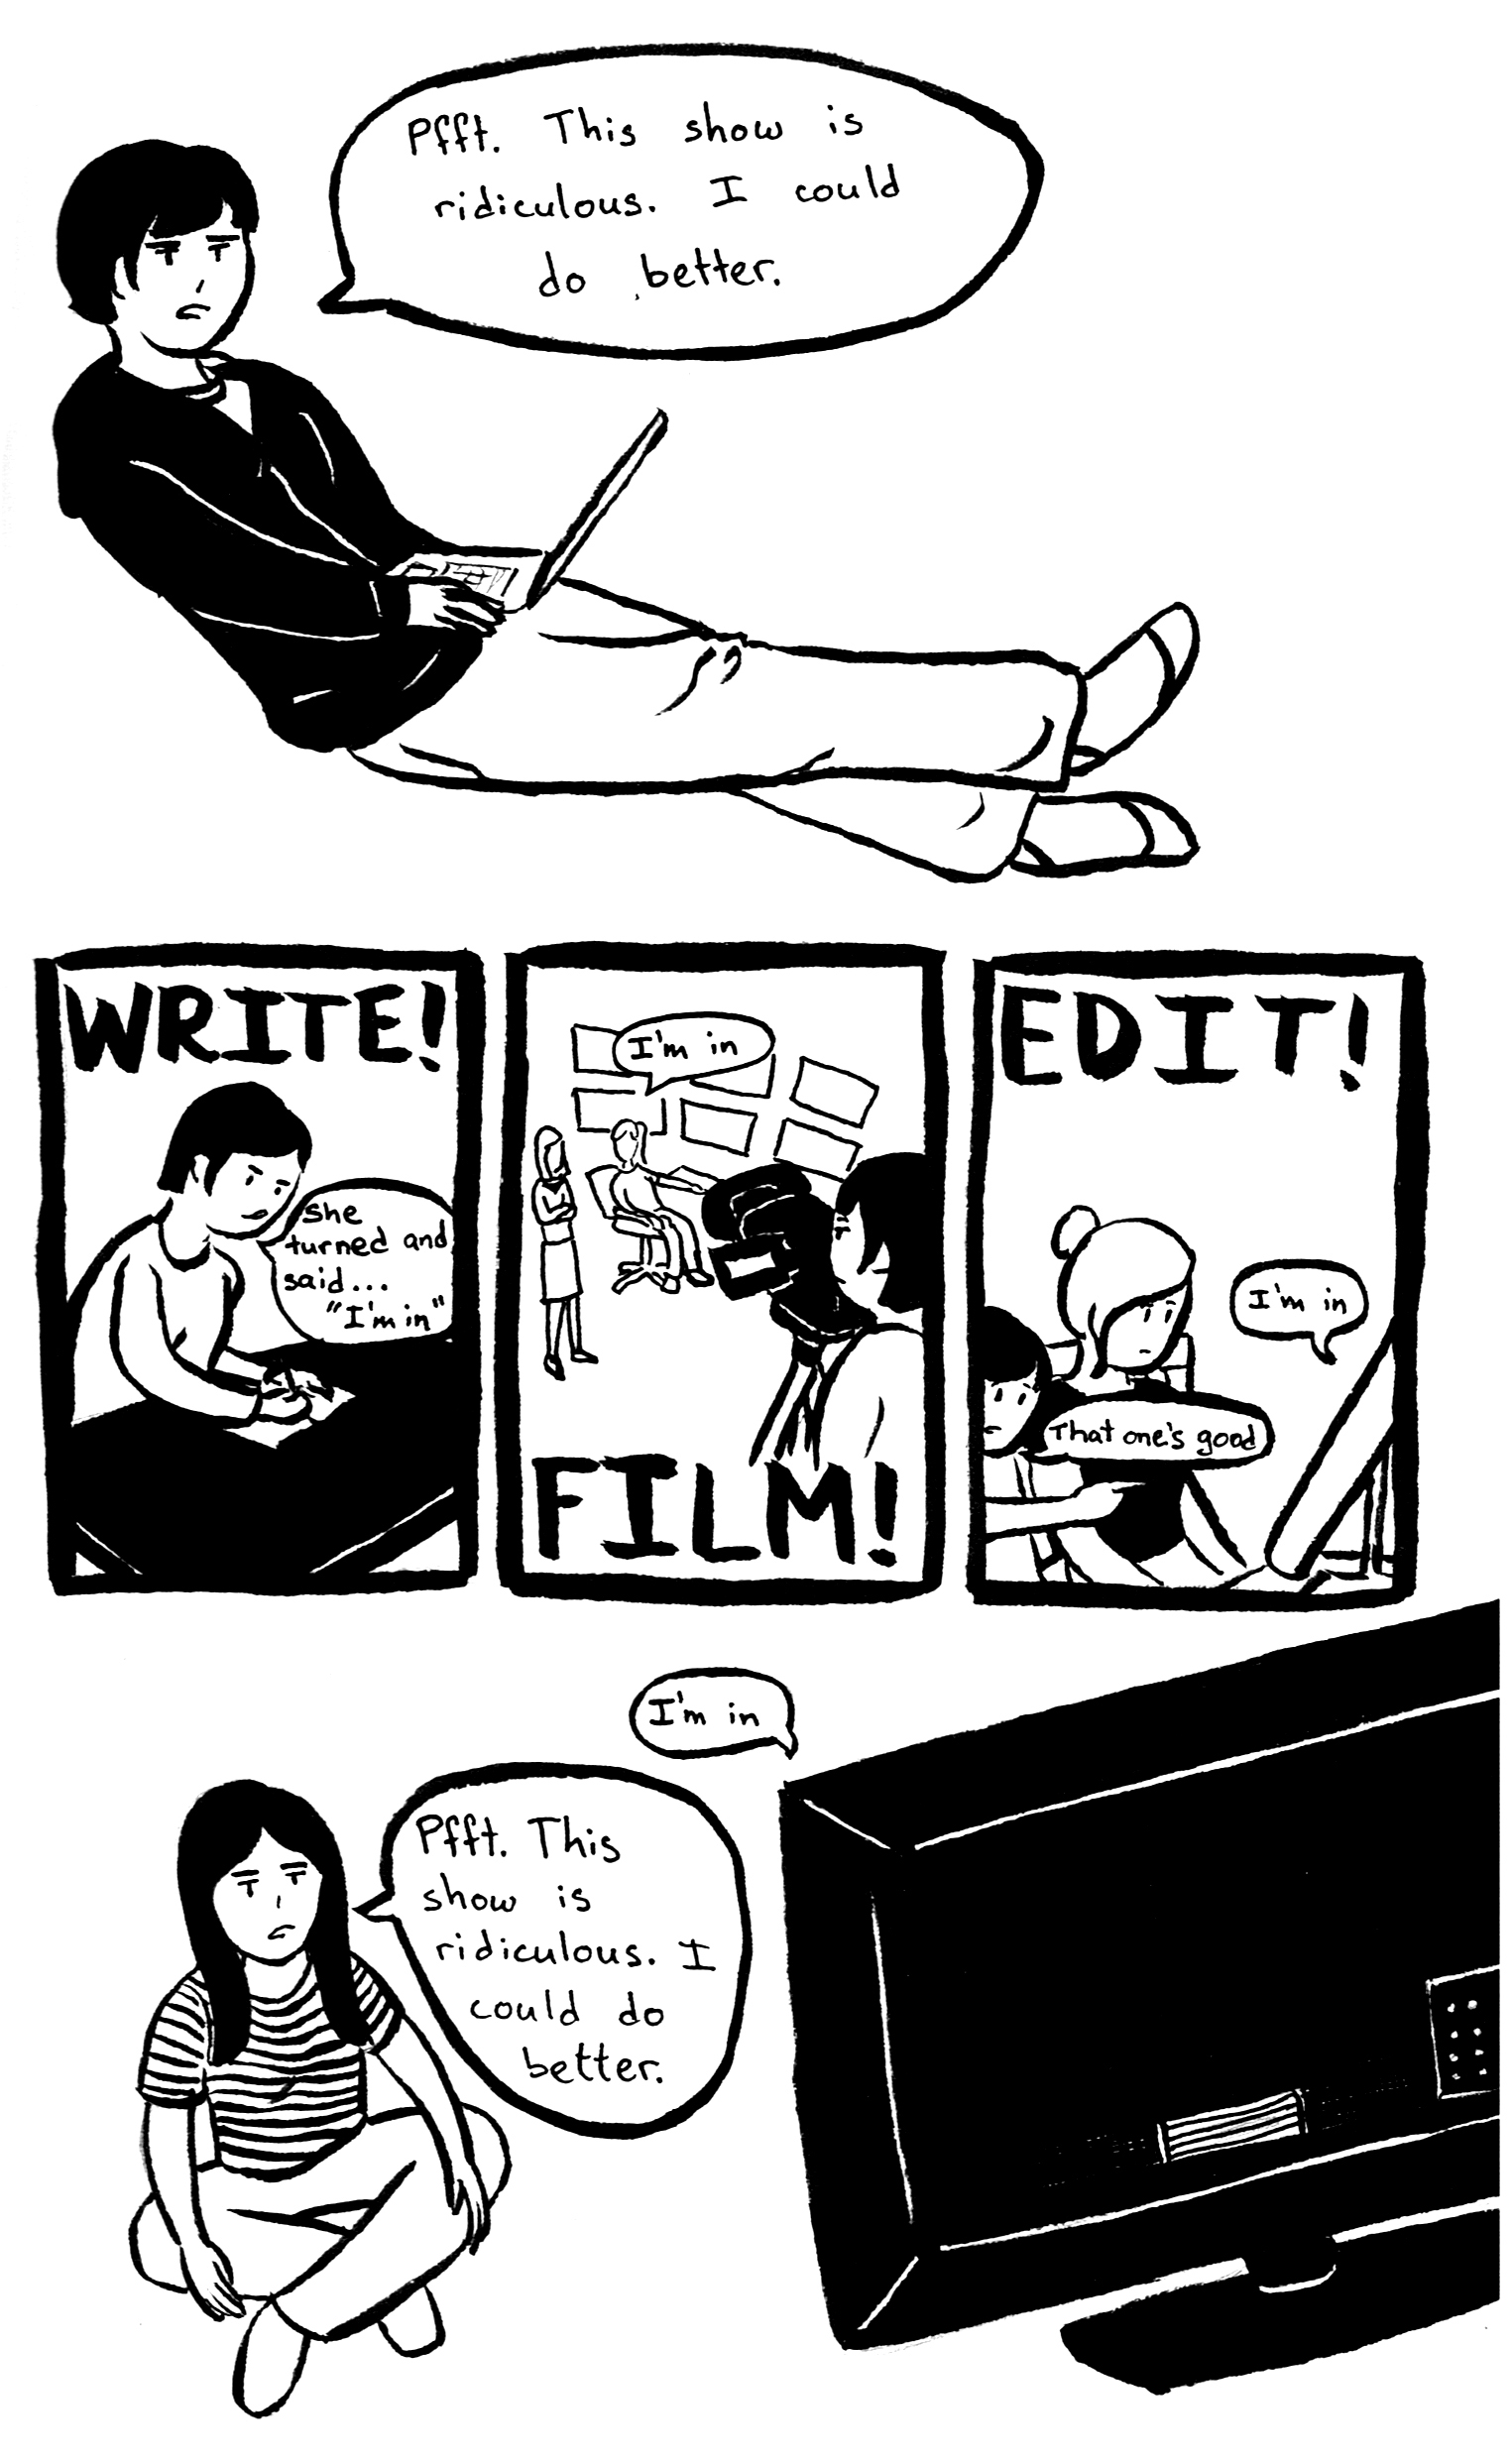 Pfft. This show is
ridiculous. I could
do better.
WRITE!
She
turned and
said...
"I'm in"
I'm in
FILM!
EDIT!
I'm in
That one's good
I'm in
Pfft. This
show is
ridiculous. I
could do
better.